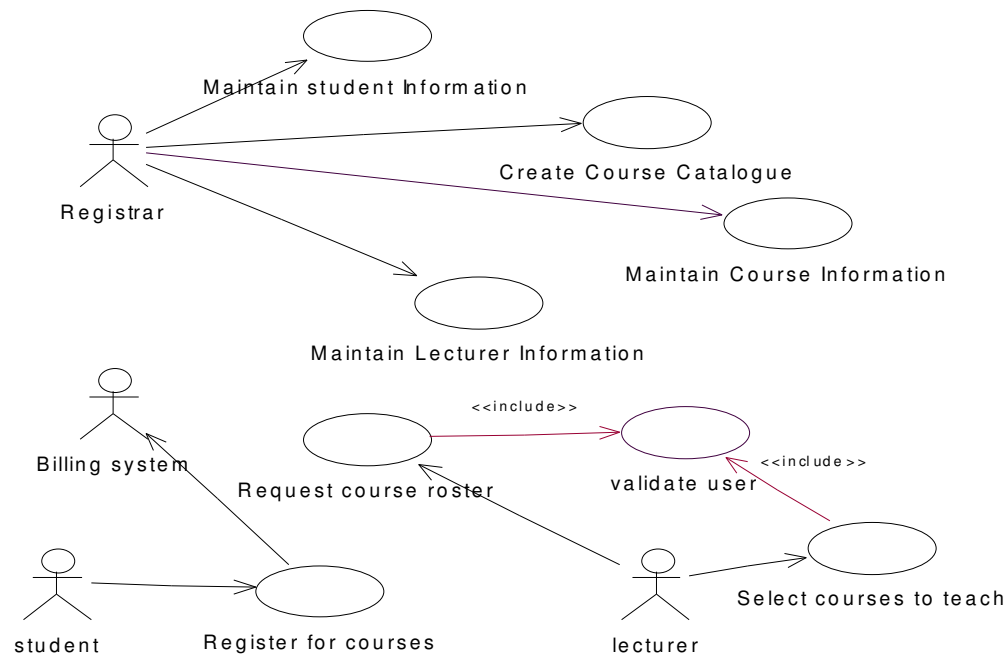 Maintain student Information
Create Course Catalogue
Registrar
Maintain Course Information
Maintain Lecturer Information
<<include>>
Billing system
Request course roster
validate user
<<include>>
Select courses to teach
student
Register for courses
lecturer